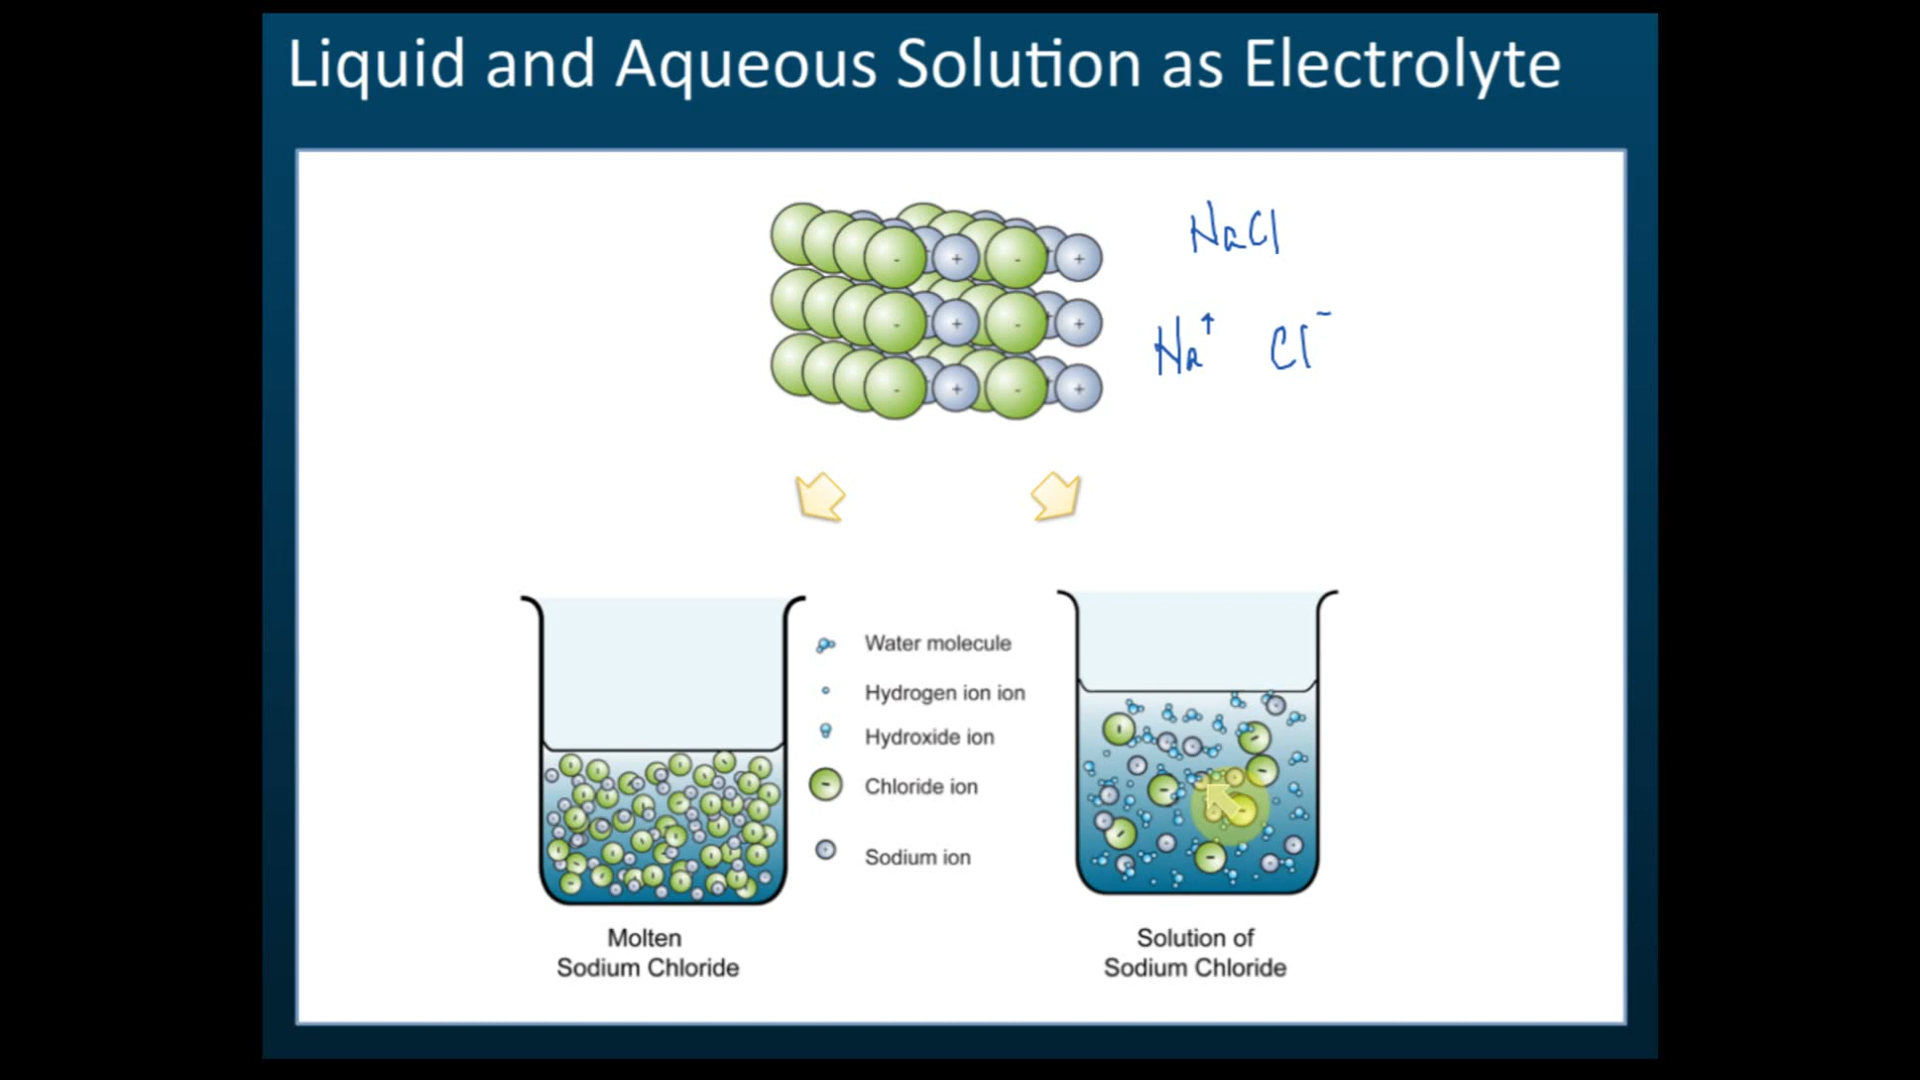 Liquid and Aqueous Solution as Electrolyte
NaCl
Na⁺ Cl⁻
Water molecule
Hydrogen ion ion
Hydroxide ion
Chloride ion
Sodium ion
Molten
Sodium Chloride
Solution of
Sodium Chloride